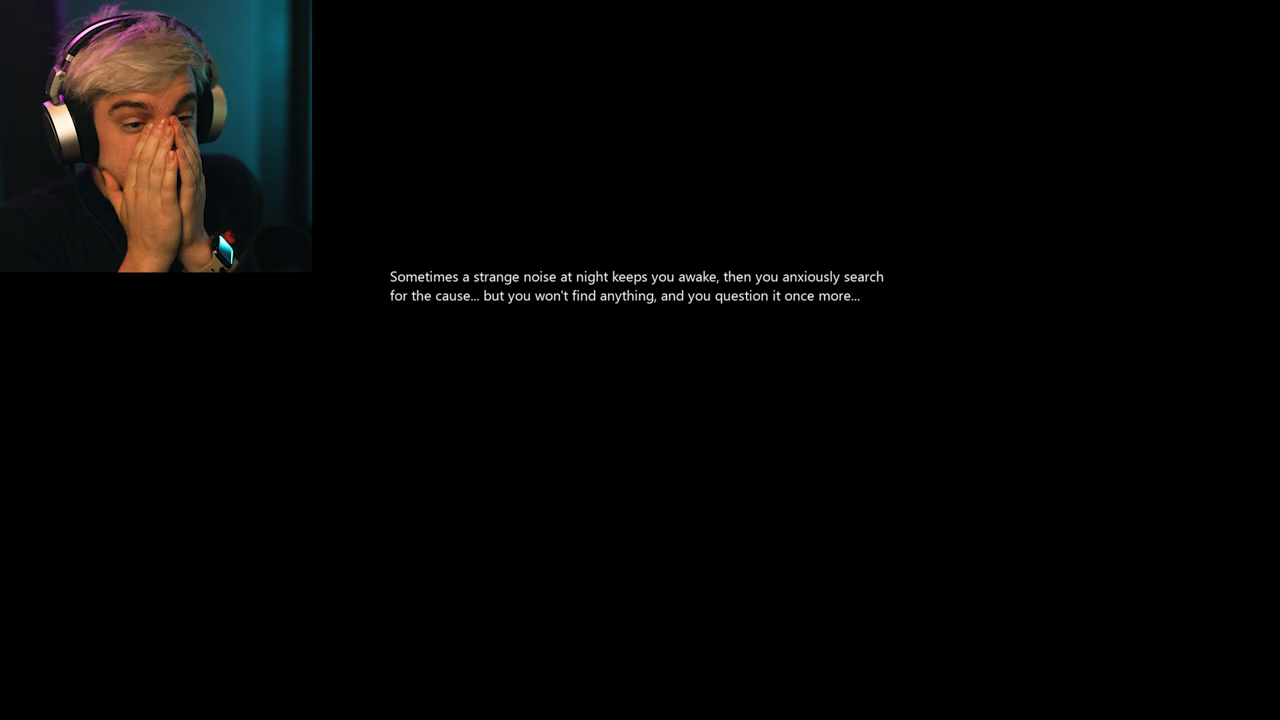 Sometimes a strange noise at night keeps you awake, then you anxiously search
for the cause... but you won't find anything, and you question it once more...